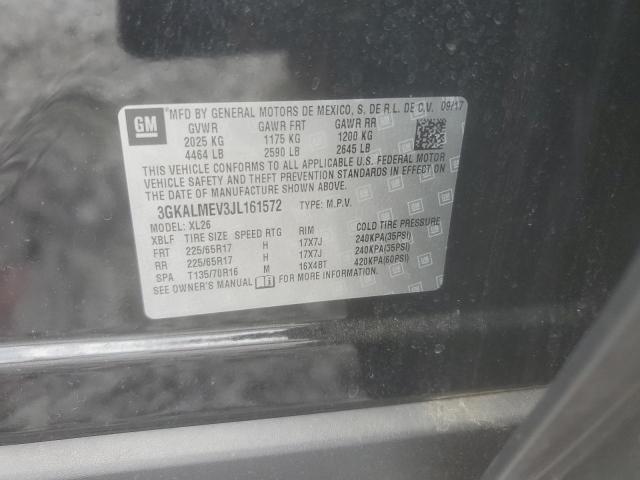 GM
MFD BY GENERAL MOTORS DE MEXICO, S. DE R.L. DE C.V. 09/17
GVWR GAWR FRT GAWR RR
2025 KG 1175 KG 1200 KG
4464 LB 2590 LB 2645 LB
THIS VEHICLE CONFORMS TO ALL APPLICABLE U.S. FEDERAL MOTOR
VEHICLE SAFETY AND THEFT PREVENTION STANDARDS IN EFFECT ON
THE DATE OF MANUFACTURE SHOWN ABOVE.
3GKALMEV3JL161572 TYPE: M.P.V.
MODEL: XL26
XBLF TIRE SIZE SPEED RTG RIM COLD TIRE PRESSURE
FRT 225/65R17 H 17X7J 240KPA(35PSI)
RR 225/65R17 H 17X7J 240KPA(35PSI)
SPA T135/70R16 M 16X4BT 420KPA(60PSI)
SEE OWNER'S MANUAL FOR MORE INFORMATION.